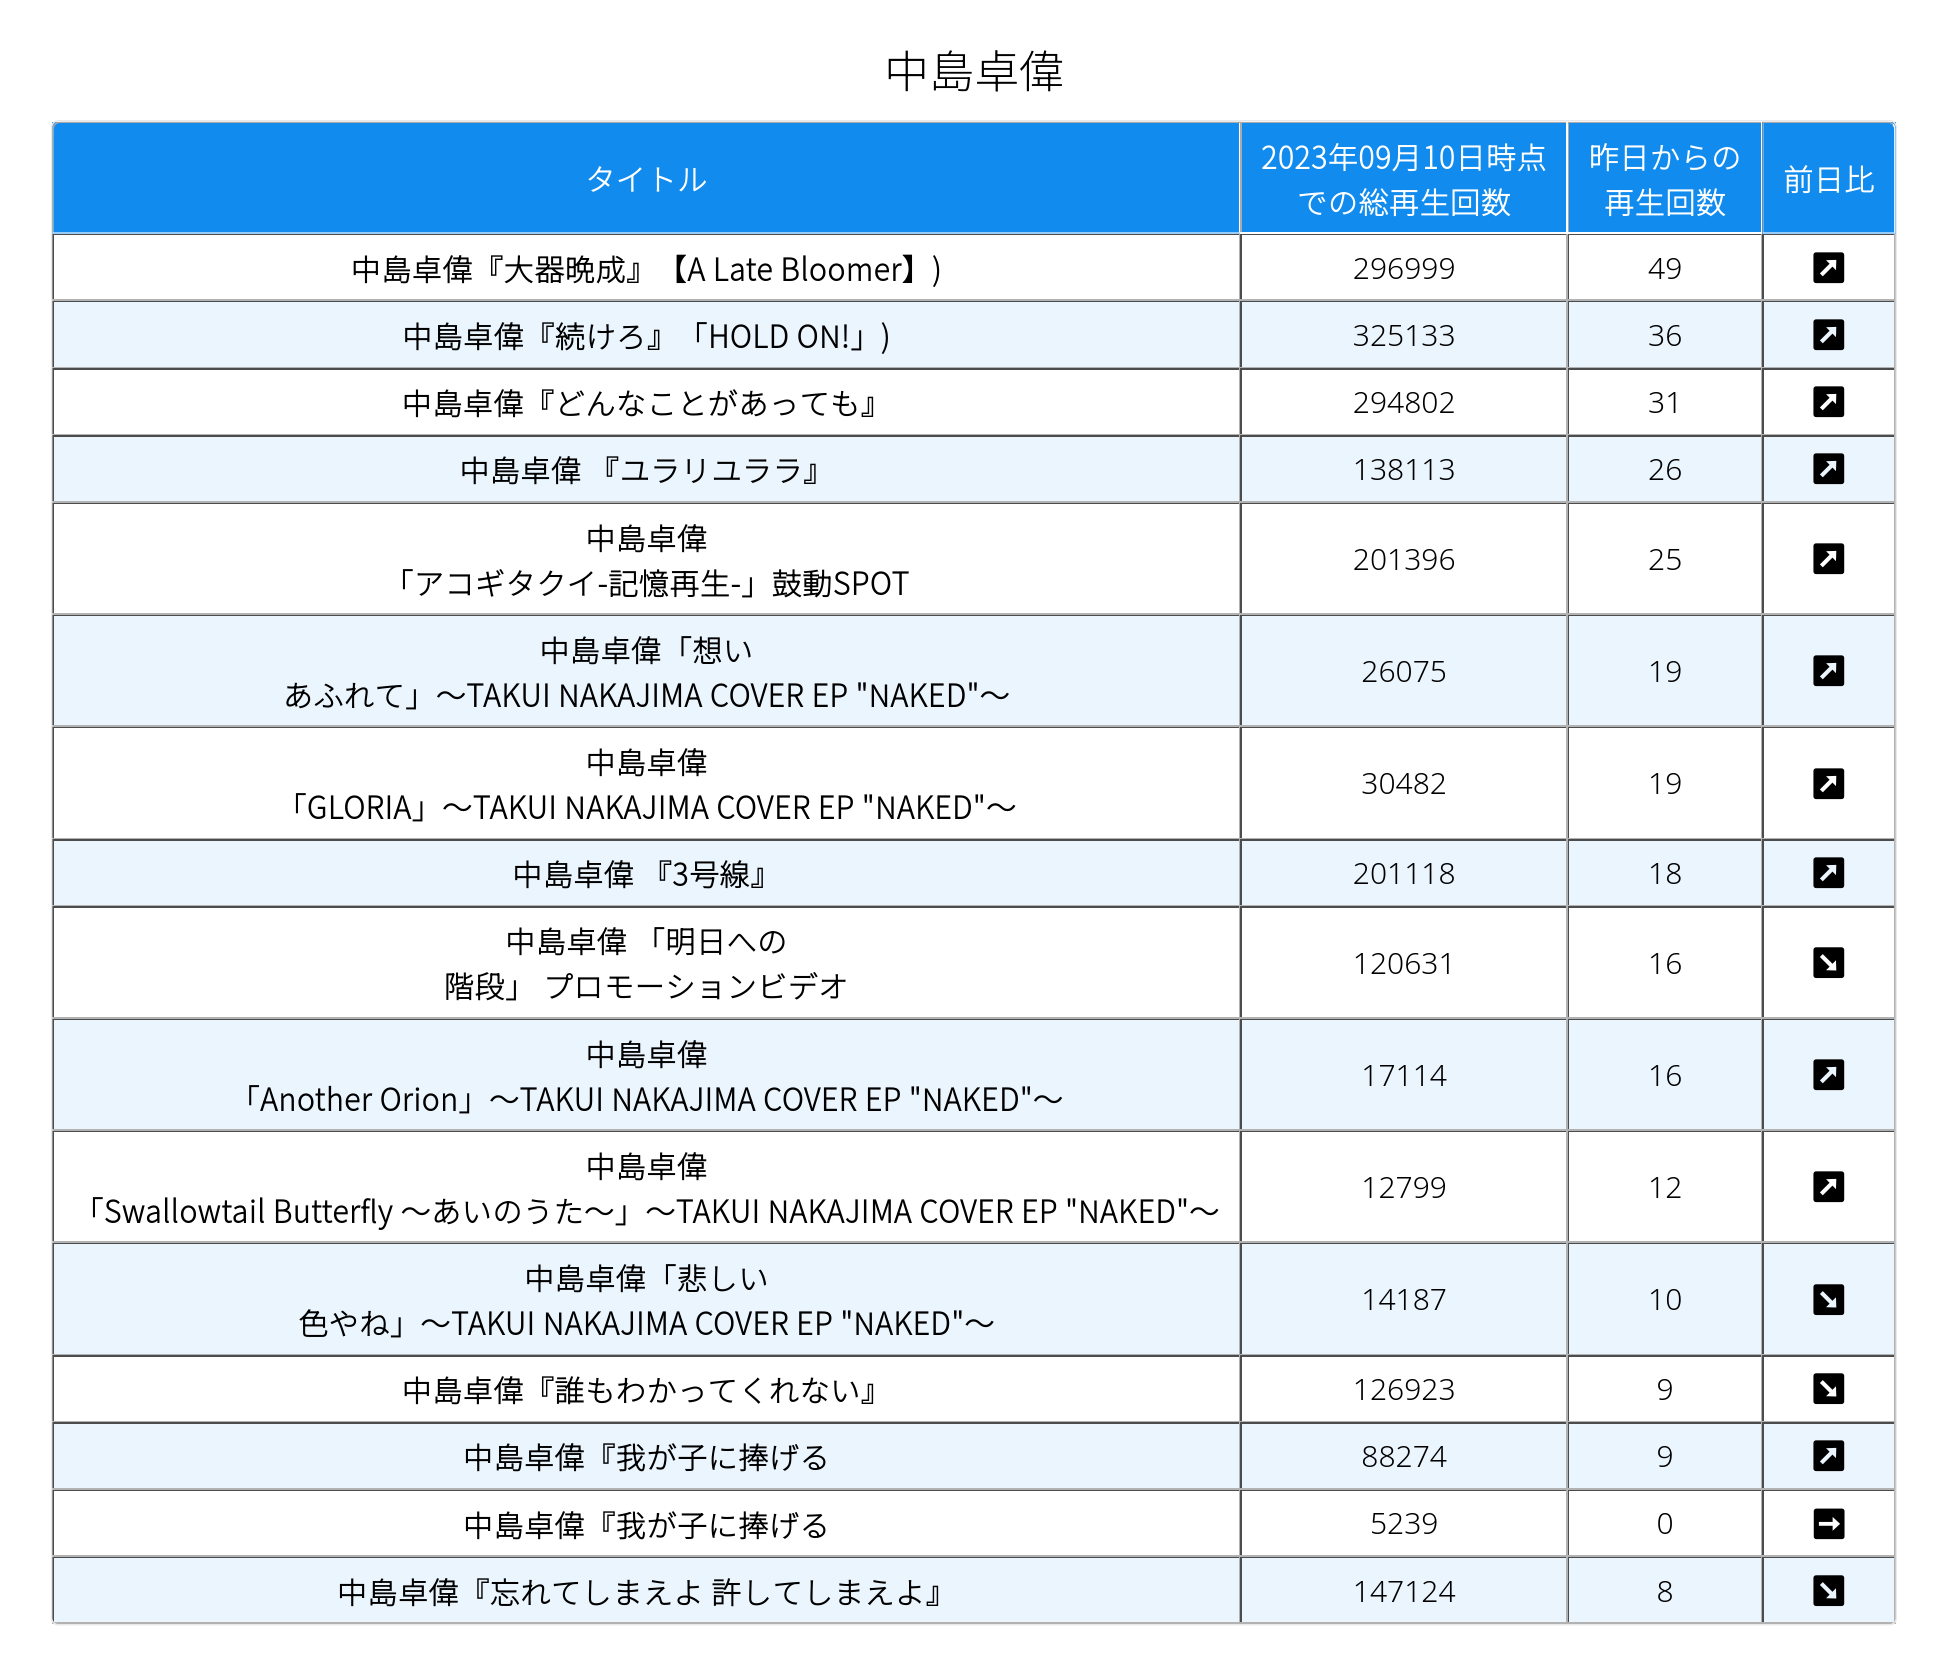 中島卓偉
タイトル
2023年09月10日時点
での総再生回数
昨日からの
再生回数
前日比
中島卓偉『大器晩成』【A Late Bloomer】)
296999
49
中島卓偉『続けろ』「HOLD ON!」)
325133
36
中島卓偉『どんなことがあっても』
294802
31
中島卓偉 『ユラリユララ』
138113
26
中島卓偉
「アコギタクイ-記憶再生-」鼓動SPOT
201396
25
中島卓偉「想い
あふれて」～TAKUI NAKAJIMA COVER EP "NAKED"～
26075
19
中島卓偉
「GLORIA」～TAKUI NAKAJIMA COVER EP "NAKED"～
30482
19
中島卓偉 『3号線』
201118
18
中島卓偉 「明日への
階段」 プロモーションビデオ
120631
16
中島卓偉
「Another Orion」～TAKUI NAKAJIMA COVER EP "NAKED"～
17114
16
中島卓偉
「Swallowtail Butterfly ～あいのうた～」～TAKUI NAKAJIMA COVER EP "NAKED"～
12799
12
中島卓偉「悲しい
色やね」～TAKUI NAKAJIMA COVER EP "NAKED"～
14187
10
中島卓偉『誰もわかってくれない』
126923
9
中島卓偉『我が子に捧げる
88274
9
中島卓偉『我が子に捧げる
5239
0
中島卓偉『忘れてしまえよ 許してしまえよ』
147124
8